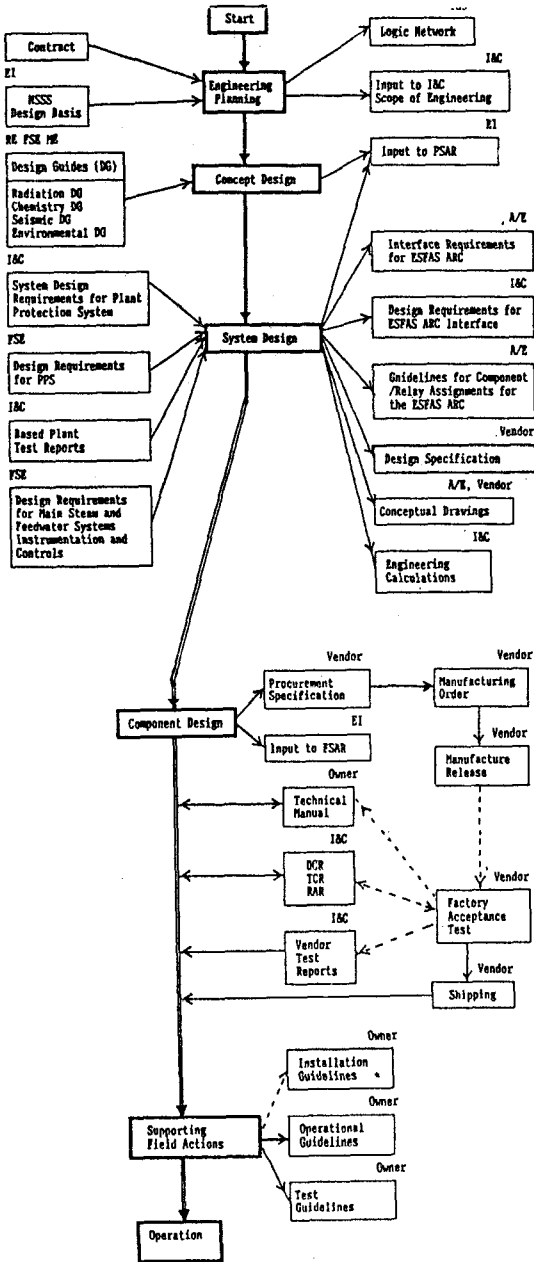 Start
Contract
Logic Network
EI
Engineering
Planning
I&C
NSSS
Design Basis
Input to I&C
Scope of Engineering
RE FSE ME
EI
Design Guides (DG)
Radiation DG
Chemistry DG
Seismic DG
Environmental DG
Concept Design
Input to PSAR
I&C
A/E
System Design
Requirements for Plant
Protection System
Interface Requirements
for ESFAS ARC
I&C
System Design
Design Requirements for
ESFAS ARC Interface
FSE
Design Requirements
for PPS
A/E
Guidelines for Component
/Relay Assignments for
the ESFAS ARC
I&C
Based Plant
Test Reports
Vendor
Design Specification
FSE
Design Requirements
for Main Steam and
Feedwater Systems
Instrumentation and
Controls
A/E, Vendor
Conceptual Drawings
I&C
Engineering
Calculations
Vendor
Vendor
Procurement
Specification
Manufacturing
Order
Component Design
EI
Input to FSAR
Vendor
Manufacture
Release
Owner
Technical
Manual
I&C
DCR
TCR
RAR
Vendor
Factory
Acceptance
Test
I&C
Vendor
Test
Reports
Vendor
Shipping
Owner
Installation
Guidelines
Owner
Supporting
Field Actions
Operational
Guidelines
Owner
Test
Guidelines
Operation